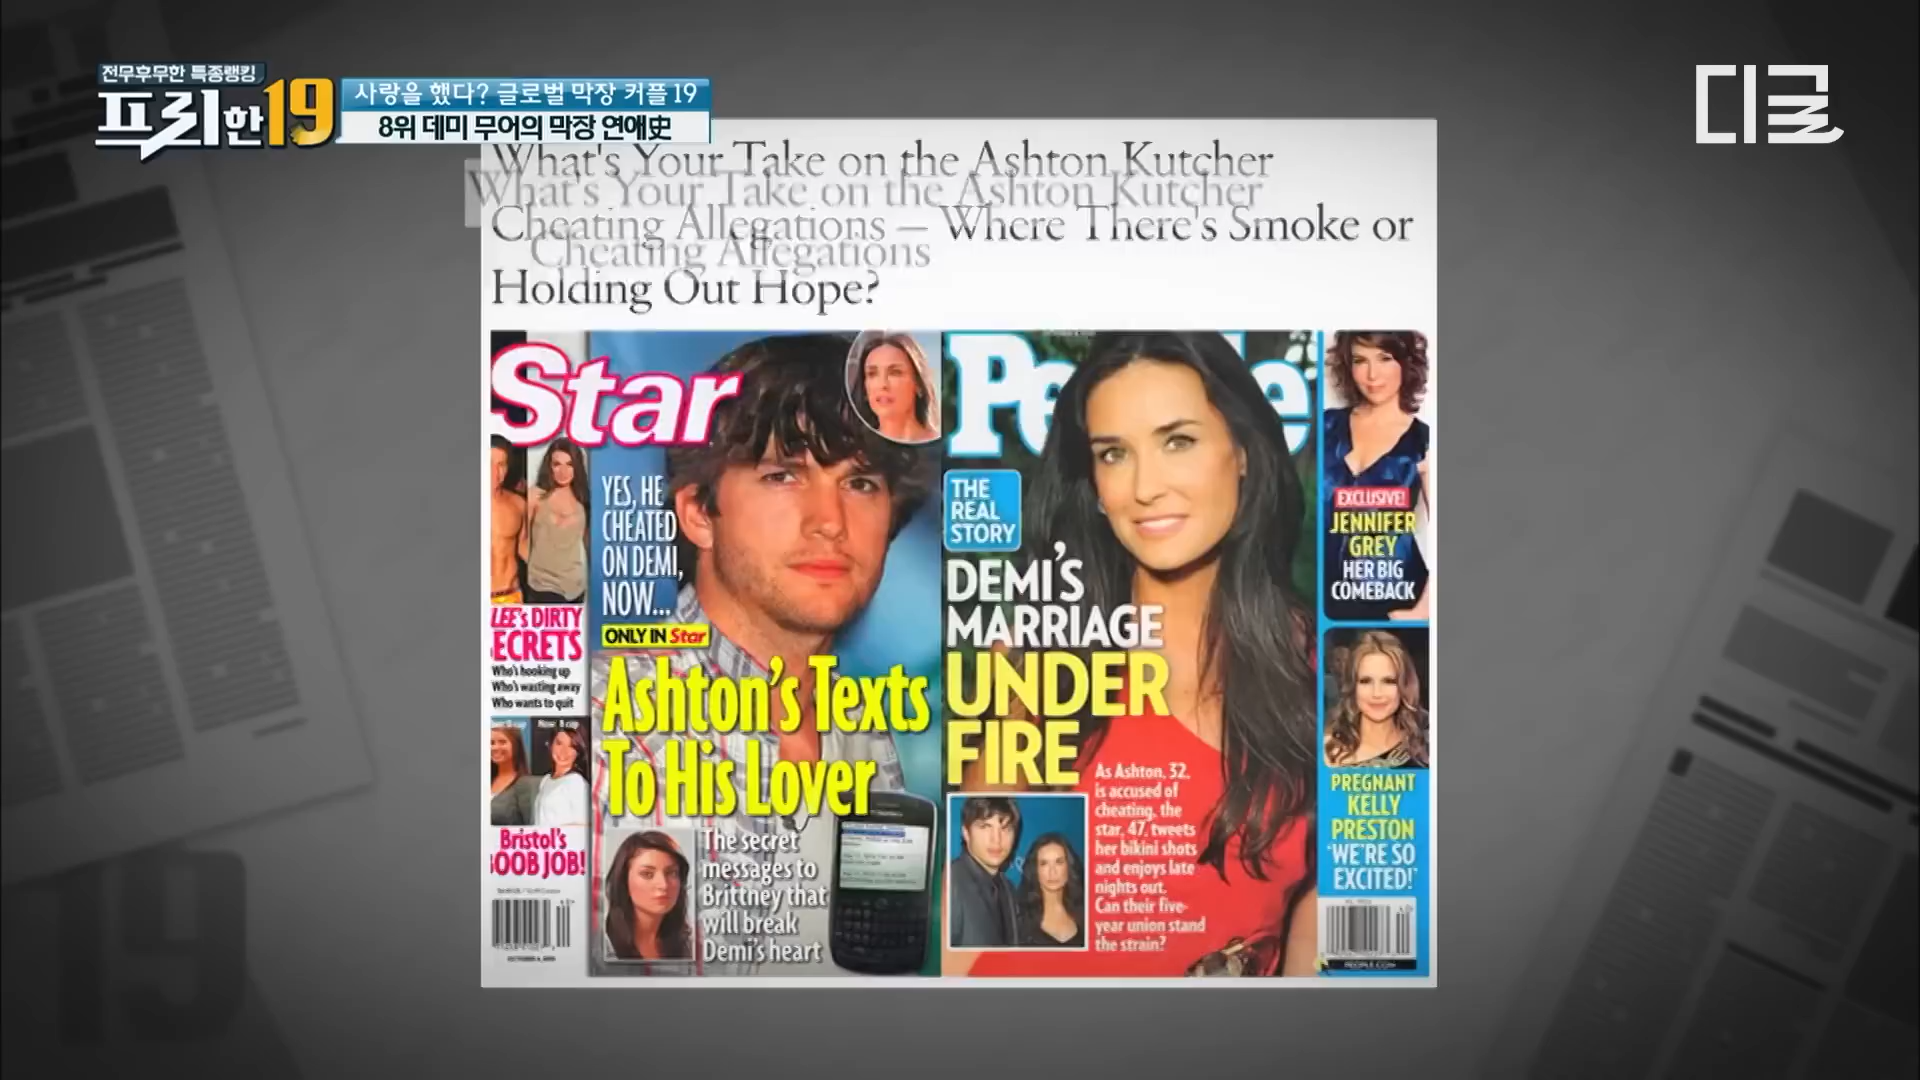 전무후무한 특종랭킹
프리한19
사랑을 했다? 글로벌 막장 커플 19
8위 데미 무어의 막장 연애史
디글
What's Your Take on the Ashton Kutcher
Cheating Allegations – Where There's Smoke or
Holding Out Hope?
What's Your Take on the Ashton Kutcher
Cheating Allegations
Star
YES, HE
CHEATED
ON DEMI,
NOW...
ONLY IN Star
Ashton's Texts
To His Lover
The secret
messages to
Brittney that
will break
Demi's heart
LEE's DIRTY
ECRETS
Who's hooking up
Who's wasting away
Who wants to quit
Now: B cup
Bristol's
BOOB JOB!
People
THE
REAL
STORY
DEMI'S
MARRIAGE
UNDER
FIRE
As Ashton, 32,
is accused of
cheating, the
star, 47, tweets
her bikini shots
and enjoys late
nights out.
Can their five-
year union stand
the strain?
EXCLUSIVE!
JENNIFER
GREY
HER BIG
COMEBACK
PREGNANT
KELLY
PRESTON
'WE'RE SO
EXCITED!'
PEOPLE.COM
19